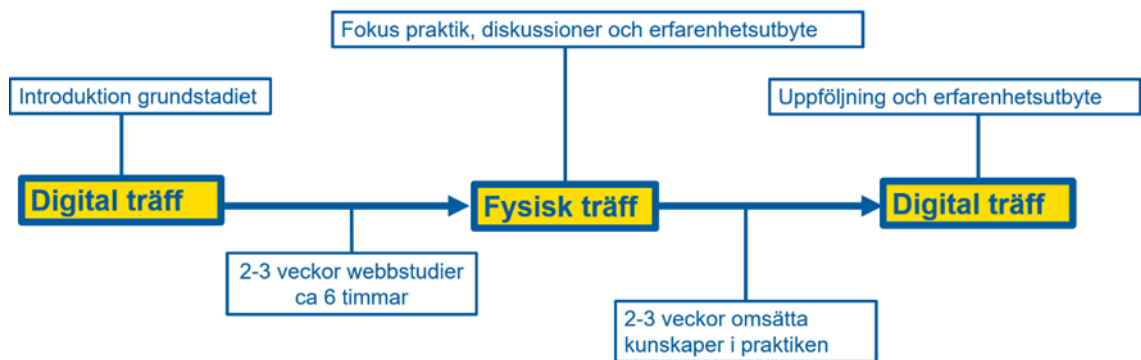 Fokus praktik, diskussioner och erfarenhetsutbyte
Introduktion grundstadiet
Uppföljning och erfarenhetsutbyte
Digital träff
Fysisk träff
Digital träff
2-3 veckor webbstudier
ca 6 timmar
2-3 veckor omsätta
kunskaper i praktiken